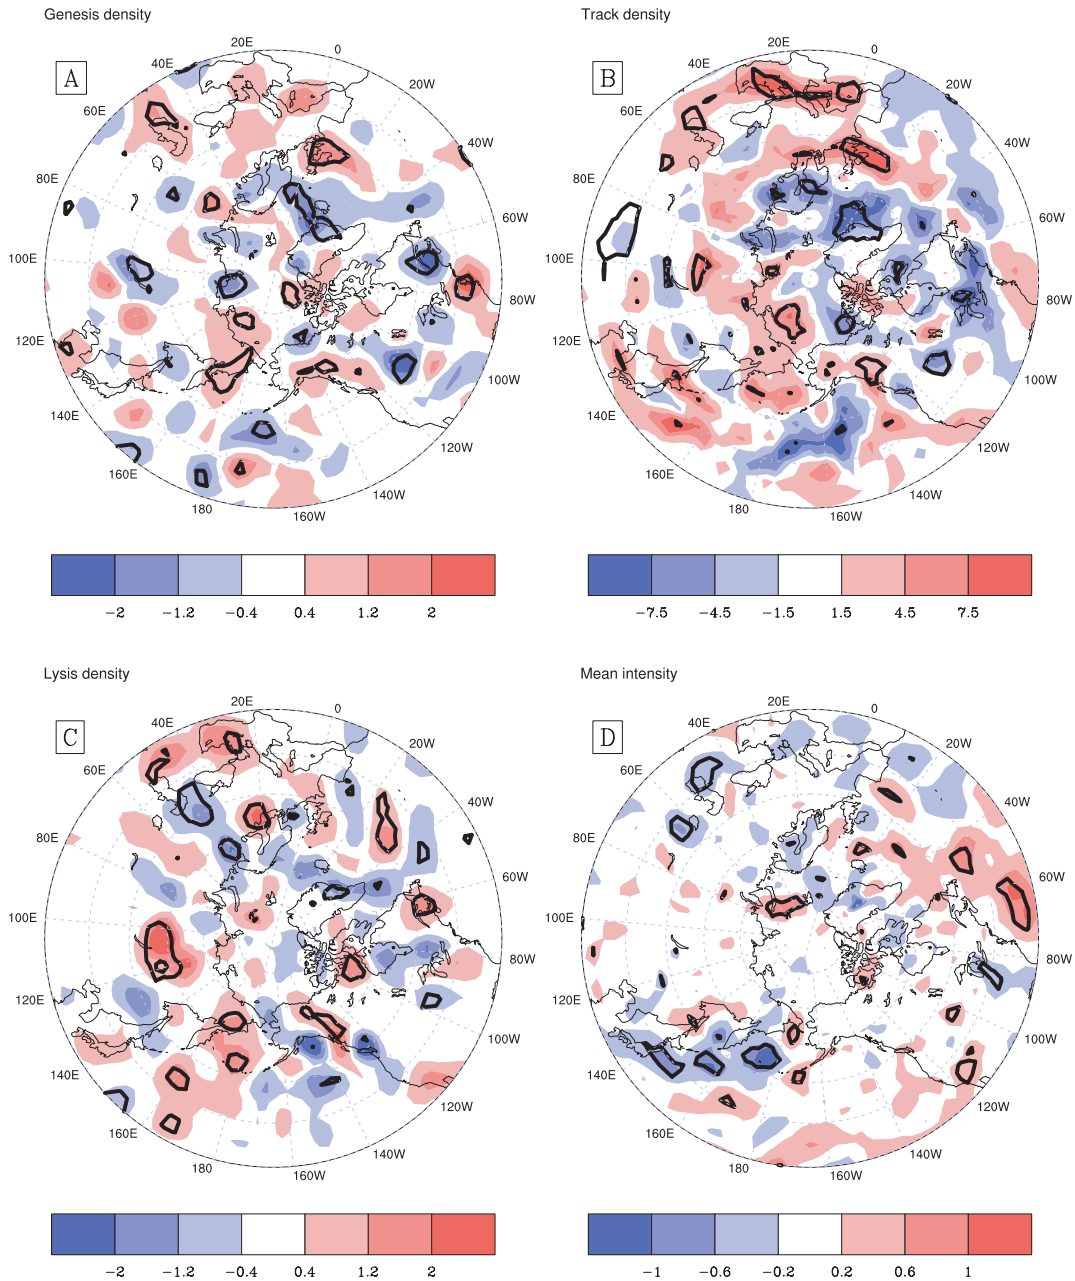 Genesis density
Track density
A
20E
0
20W
40W
60W
80W
100W
120W
140W
160W
180
160E
140E
120E
100E
80E
60E
40E
B
20E
0
20W
40W
60W
80W
100W
120W
140W
160W
180
160E
140E
120E
100E
80E
60E
40E
−2 −1.2 −0.4 0.4 1.2 2
−7.5 −4.5 −1.5 1.5 4.5 7.5
Lysis density
Mean intensity
C
20E
0
20W
40W
60W
80W
100W
120W
140W
160W
180
160E
140E
120E
100E
80E
60E
40E
D
20E
0
20W
40W
60W
80W
100W
120W
140W
160W
180
160E
140E
120E
100E
80E
60E
40E
−2 −1.2 −0.4 0.4 1.2 2
−1 −0.6 −0.2 0.2 0.6 1